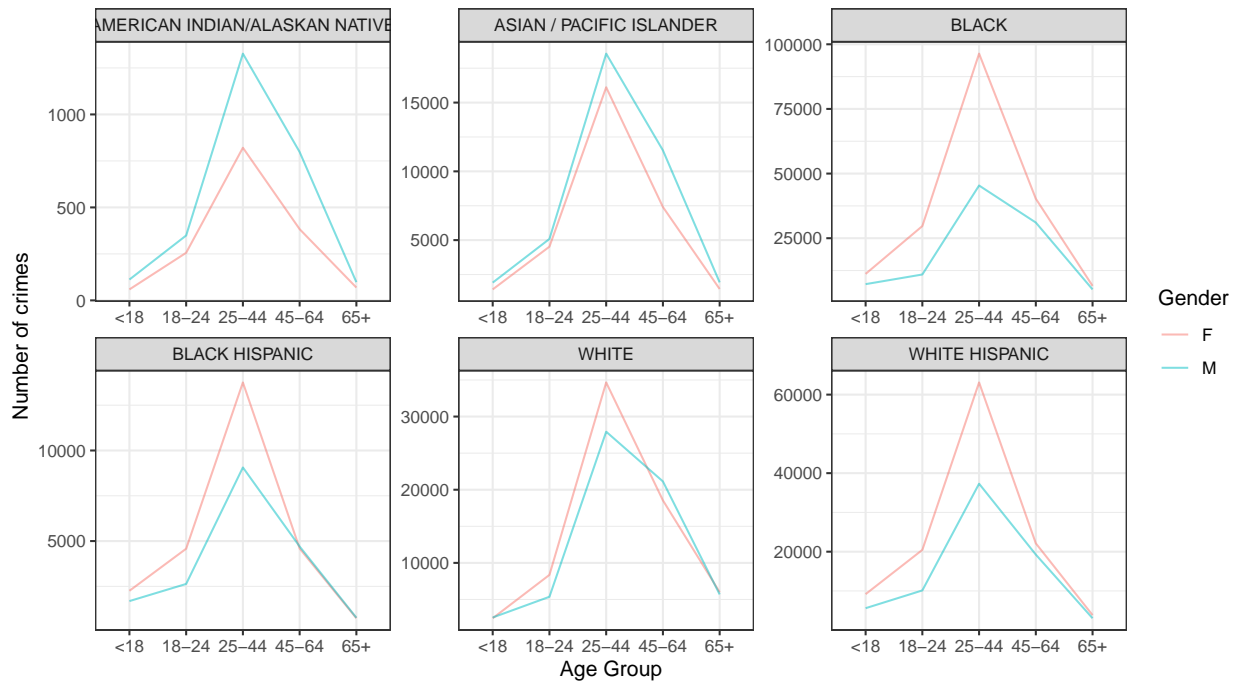 AMERICAN INDIAN/ALASKAN NATIVE
ASIAN / PACIFIC ISLANDER
BLACK
1000
500
0
15000
10000
5000
100000
75000
50000
25000
<18 18–24 25–44 45–64 65+
<18 18–24 25–44 45–64 65+
<18 18–24 25–44 45–64 65+
BLACK HISPANIC
WHITE
WHITE HISPANIC
10000
5000
30000
20000
10000
60000
40000
20000
<18 18–24 25–44 45–64 65+
<18 18–24 25–44 45–64 65+
<18 18–24 25–44 45–64 65+
Number of crimes
Age Group
Gender
F
M